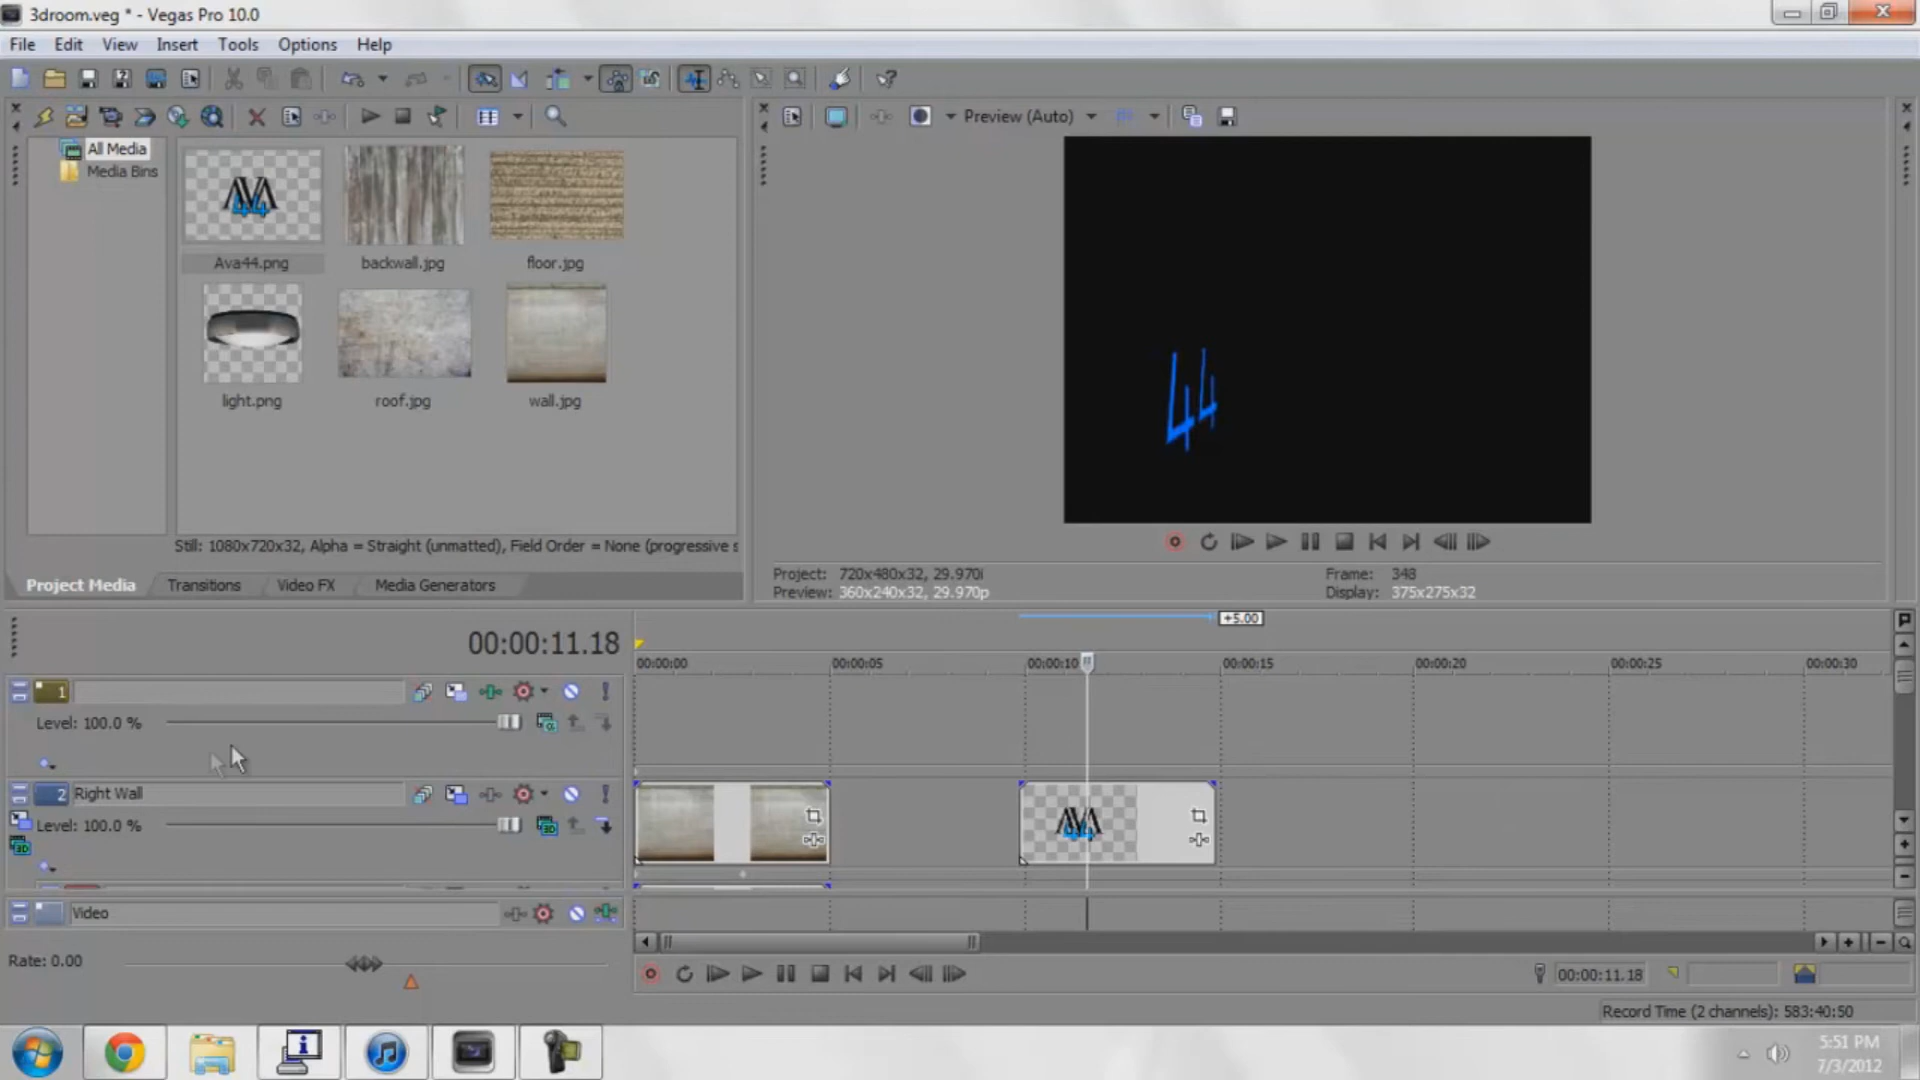 3droom.veg * - Vegas Pro 10.0
File Edit View Insert Tools Options Help
Preview (Auto)
All Media
Media Bins
Ava44.png backwall.jpg floor.jpg
light.png roof.jpg wall.jpg
44
Still: 1080x720x32, Alpha = Straight (unmatted), Field Order = None (progressive s
Project Media Transitions Video FX Media Generators
Project: 720x480x32, 29.970i
Preview: 360x240x32, 29.970p
Frame: 348
Display: 375x275x32
+5.00
00:00:11.18
00:00:00 00:00:05 00:00:10 00:00:15 00:00:20 00:00:25 00:00:30
1
Level: 100.0 %
2 Right Wall
Level: 100.0 %
Video
Rate: 0.00
00:00:11.18
Record Time (2 channels): 583:40:50
5:51 PM
7/3/2012